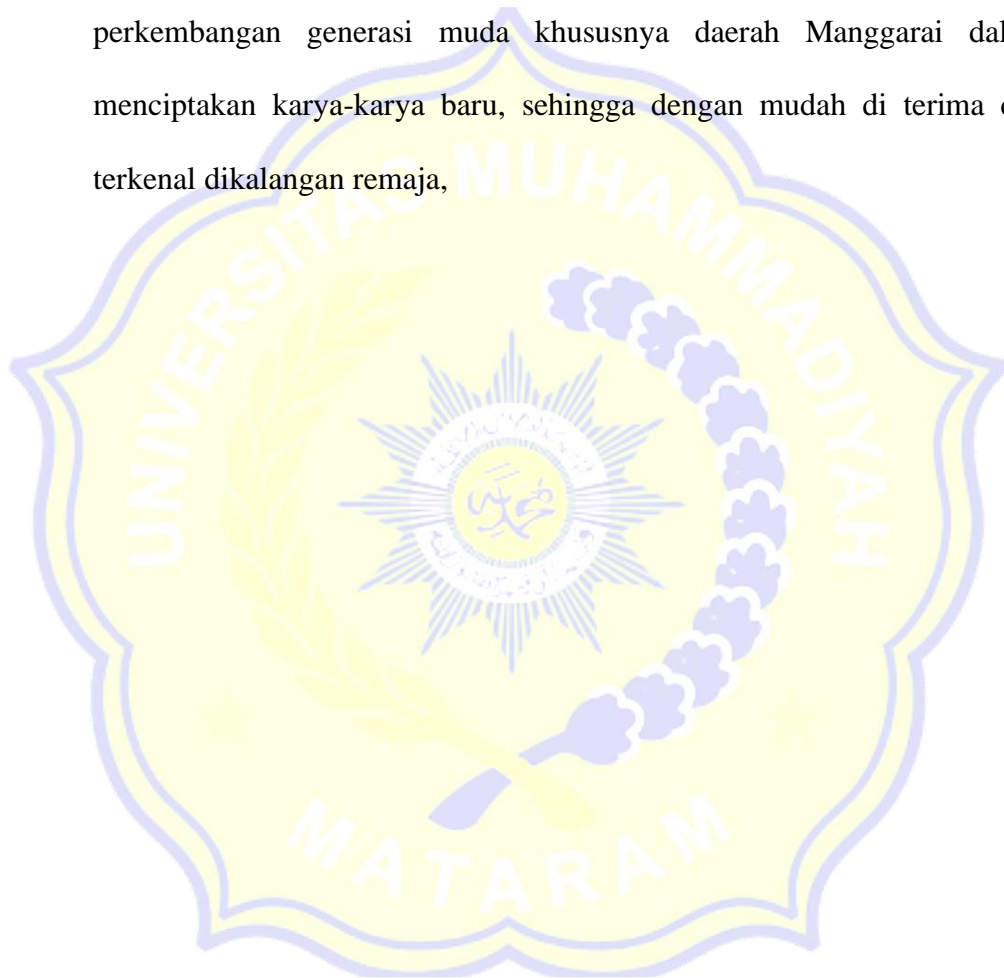 perkembangan generasi muda khususnya daerah Manggarai dal
menciptakan karya-karya baru, sehingga dengan mudah di terima
terkenal dikalangan remaja,
UNIVERSITAS MUHAMMADIYAH
MATARAM